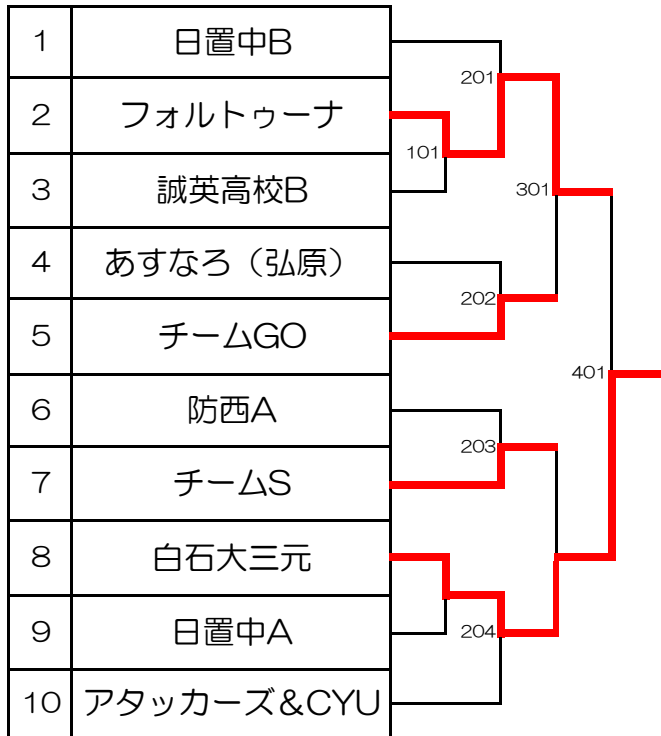 1 日置中B
2 フォルトゥーナ
3 誠英高校B
4 あすなろ（弘原）
5 チームGO
6 防西A
7 チームS
8 白石大三元
9 日置中A
10 アタッカーズ＆CYU
201
101
301
202
401
203
204